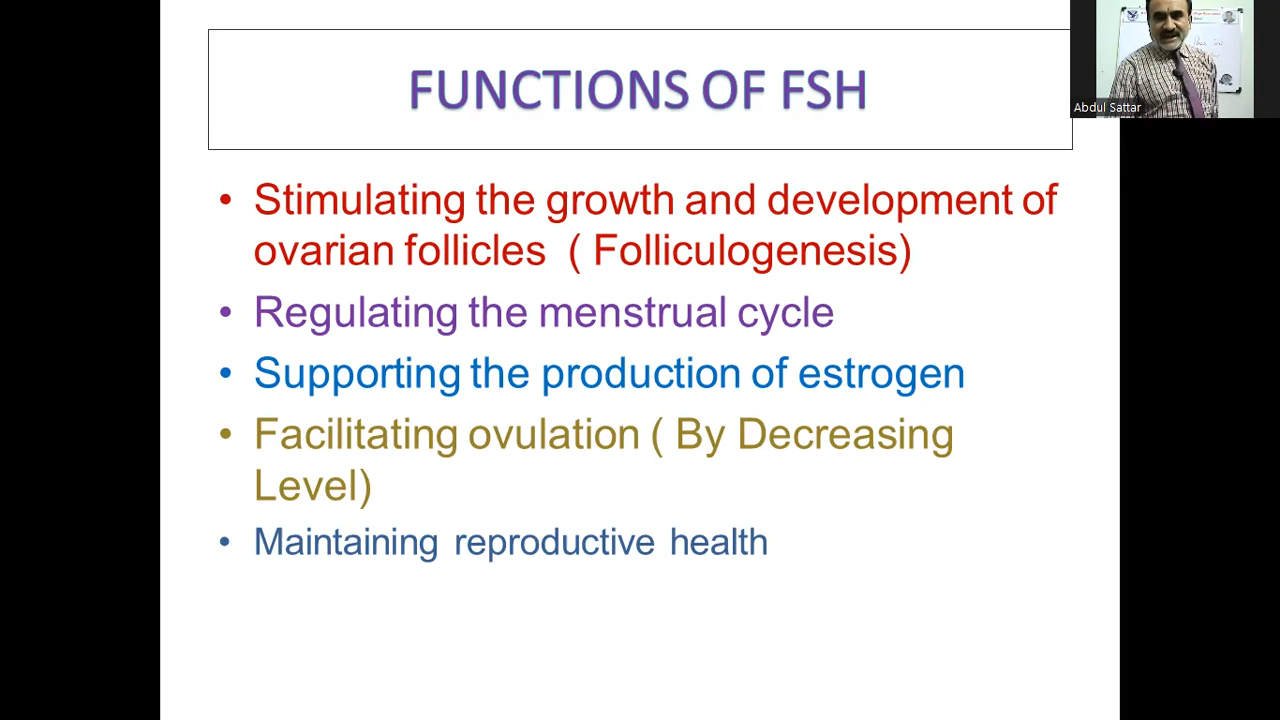 FUNCTIONS OF FSH
Abdul Sattar
• Stimulating the growth and development of
ovarian follicles ( Folliculogenesis)
• Regulating the menstrual cycle
• Supporting the production of estrogen
• Facilitating ovulation ( By Decreasing
Level)
• Maintaining reproductive health